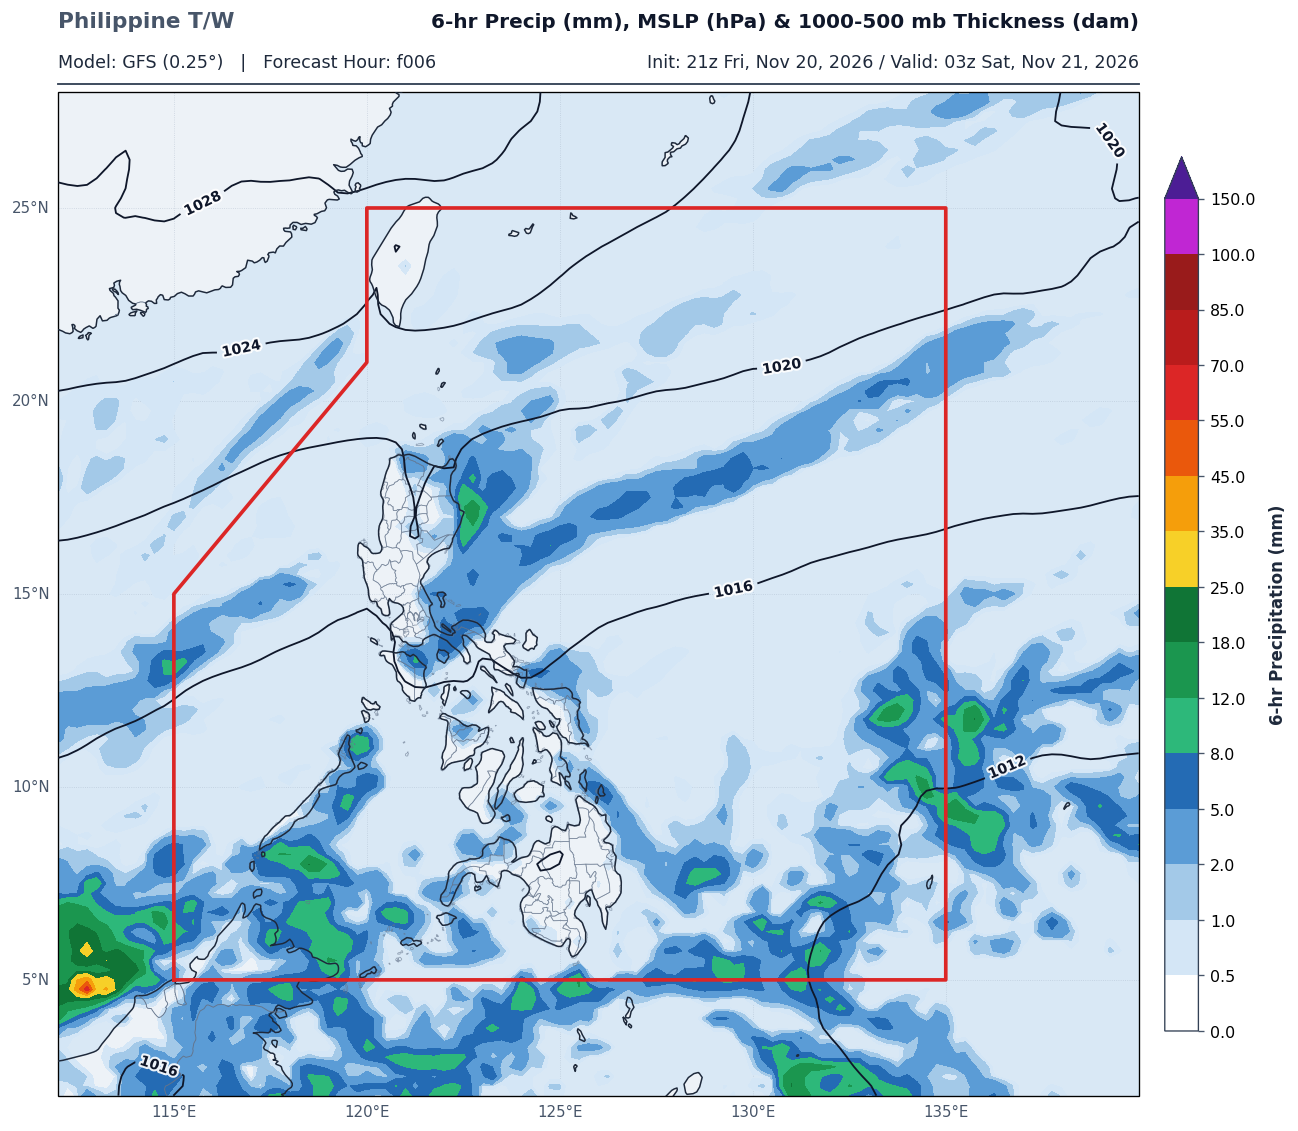 Philippine T/W
6-hr Precip (mm), MSLP (hPa) & 1000-500 mb Thickness (dam)
Model: GFS (0.25°) | Forecast Hour: f006
Init: 21z Fri, Nov 20, 2026 / Valid: 03z Sat, Nov 21, 2026
1020
1028
1024
1020
1016
1012
1016
25°N
20°N
15°N
10°N
5°N
115°E
120°E
125°E
130°E
135°E
150.0
100.0
85.0
70.0
55.0
45.0
35.0
25.0
18.0
12.0
8.0
5.0
2.0
1.0
0.5
0.0
6-hr Precipitation (mm)